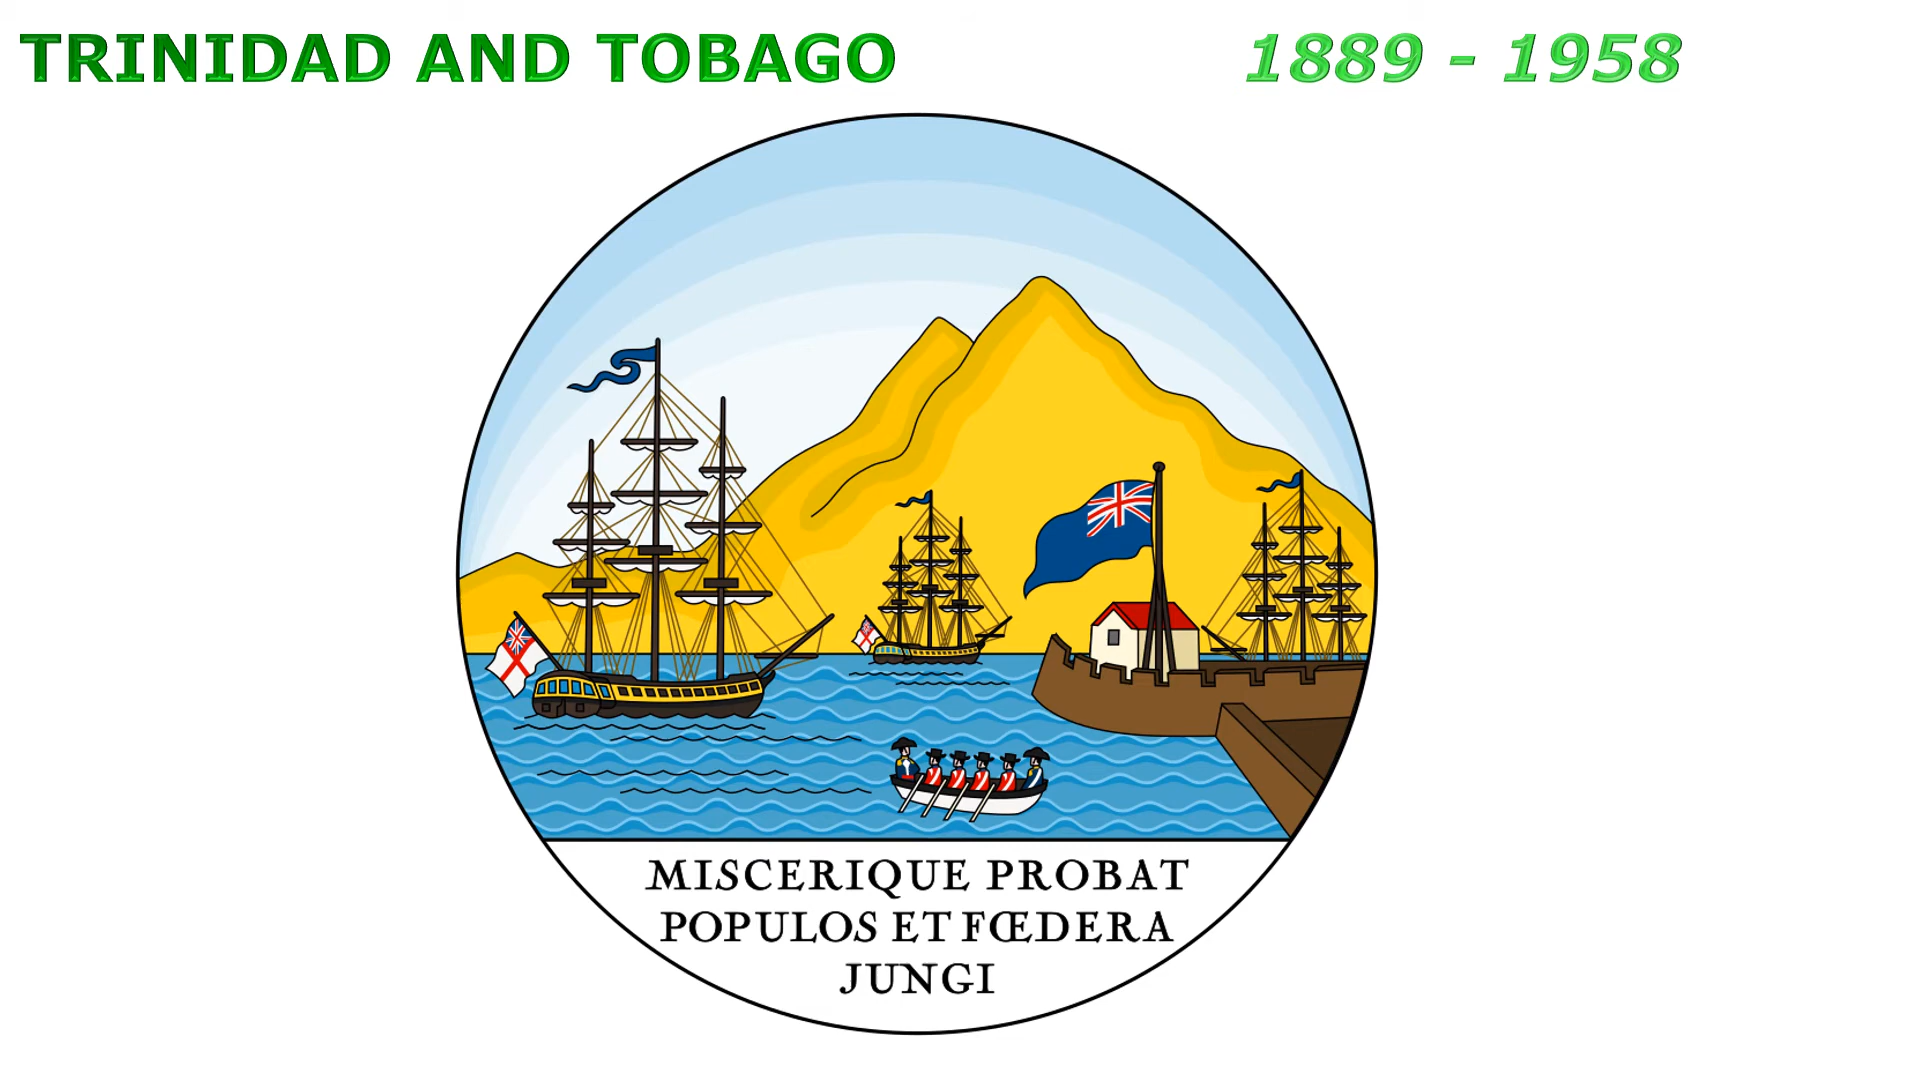 TRINIDAD AND TOBAGO 1889 - 1958
MISCERIQUE PROBAT
POPULOS ET FŒDERA
JUNGI